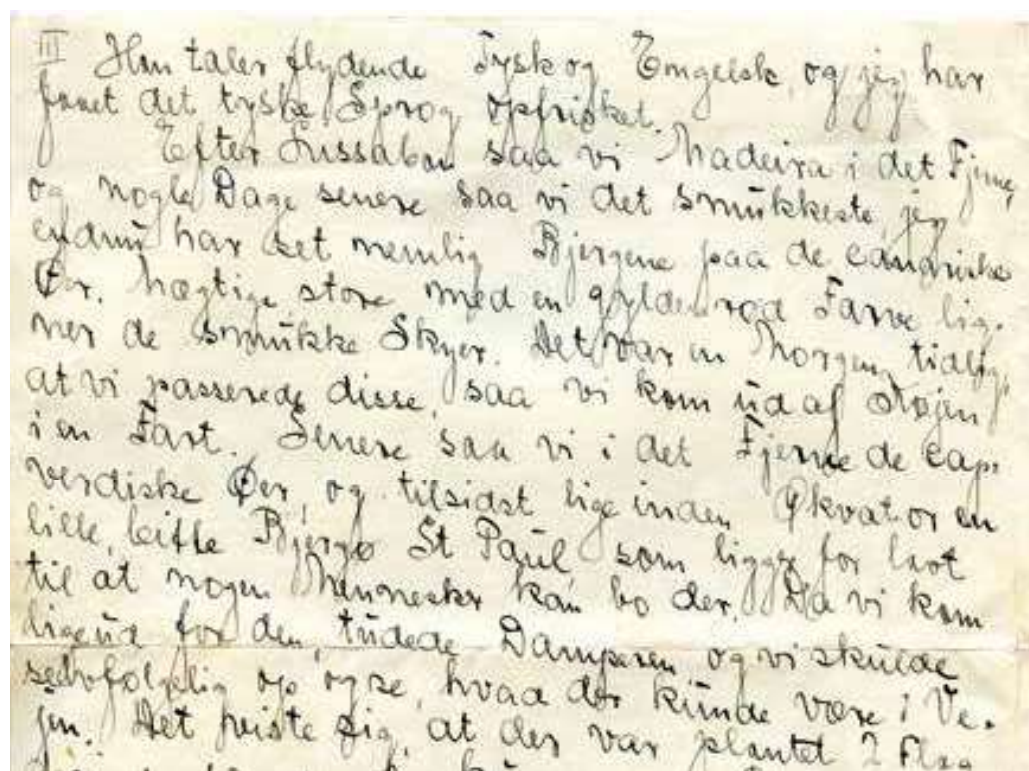 III Han taler flydende Tysk og Engelsk, og jeg har
faaet det tyske Sprog opfrisket.
Efter Lissabon saa vi Madeira i det Fjerne,
og nogle Dage senere saa vi det smukkeste, jeg
endnu har set nemlig Bjergene paa de canariske
Øer. Mægtige, store med en gylden rød Farve lig-
ner de smukke Skyer. Det var en Morgen, tidlig,
at vi passerede disse, saa vi kom ud af Køjen
i en Fart. Senere saa vi i det Fjerne de cap-
verdiske Øer, og tilsidst lige inden Ækvator en
lille, bitte Bjergø St Paul som ligger for lavt
til at nogen Mennesker kan bo der. Da vi kom
ligeud for den, tudede Damperen, og vi skulde
selvfølgelig op og se, hvad der kunde være i Ve-
jen. Det viste sig, at der var plantet 2 Flag